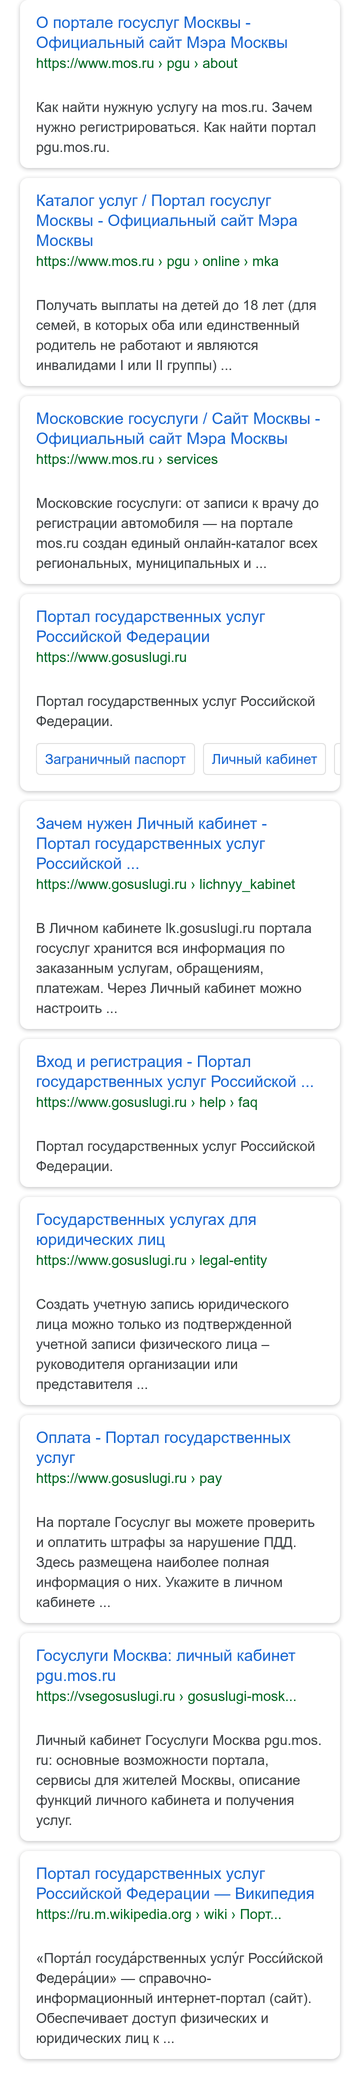 О портале госуслуг Москвы -
Официальный сайт Мэра Москвы
https://www.mos.ru › pgu › about
Как найти нужную услугу на mos.ru. Зачем
нужно регистрироваться. Как найти портал
pgu.mos.ru.
Каталог услуг / Портал госуслуг
Москвы - Официальный сайт Мэра
Москвы
https://www.mos.ru › pgu › online › mka
Получать выплаты на детей до 18 лет (для
семей, в которых оба или единственный
родитель не работают и являются
инвалидами I или II группы) ...
Московские госуслуги / Сайт Москвы -
Официальный сайт Мэра Москвы
https://www.mos.ru › services
Московские госуслуги: от записи к врачу до
регистрации автомобиля — на портале
mos.ru создан единый онлайн-каталог всех
региональных, муниципальных и ...
Портал государственных услуг
Российской Федерации
https://www.gosuslugi.ru
Портал государственных услуг Российской
Федерации.
Заграничный паспорт Личный кабинет
Зачем нужен Личный кабинет -
Портал государственных услуг
Российской ...
https://www.gosuslugi.ru › lichnyy_kabinet
В Личном кабинете lk.gosuslugi.ru портала
госуслуг хранится вся информация по
заказанным услугам, обращениям,
платежам. Через Личный кабинет можно
настроить ...
Вход и регистрация - Портал
государственных услуг Российской ...
https://www.gosuslugi.ru › help › faq
Портал государственных услуг Российской
Федерации.
Государственных услугах для
юридических лиц
https://www.gosuslugi.ru › legal-entity
Создать учетную запись юридического
лица можно только из подтвержденной
учетной записи физического лица –
руководителя организации или
представителя ...
Оплата - Портал государственных
услуг
https://www.gosuslugi.ru › pay
На портале Госуслуг вы можете проверить
и оплатить штрафы за нарушение ПДД.
Здесь размещена наиболее полная
информация о них. Укажите в личном
кабинете ...
Госуслуги Москва: личный кабинет
pgu.mos.ru
https://vsegosuslugi.ru › gosuslugi-mosk...
Личный кабинет Госуслуги Москва pgu.mos.
ru: основные возможности портала,
сервисы для жителей Москвы, описание
функций личного кабинета и получения
услуг.
Портал государственных услуг
Российской Федерации — Википедия
https://ru.m.wikipedia.org › wiki › Порт...
«Порта́л госуда́рственных услу́г Росси́йской
Федера́ции» — справочно-
информационный интернет-портал (сайт).
Обеспечивает доступ физических и
юридических лиц к ...